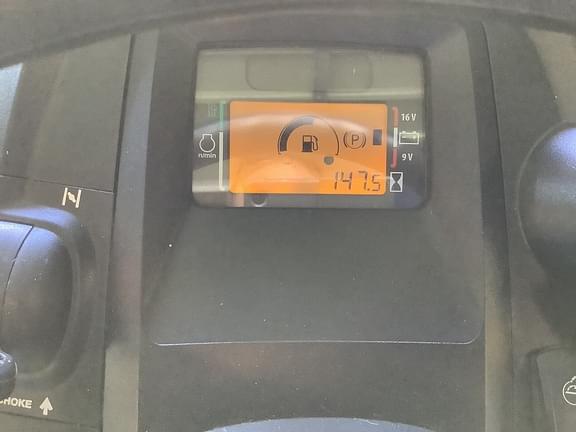 16 V
n/min
P
9 V
147.5
CHOKE